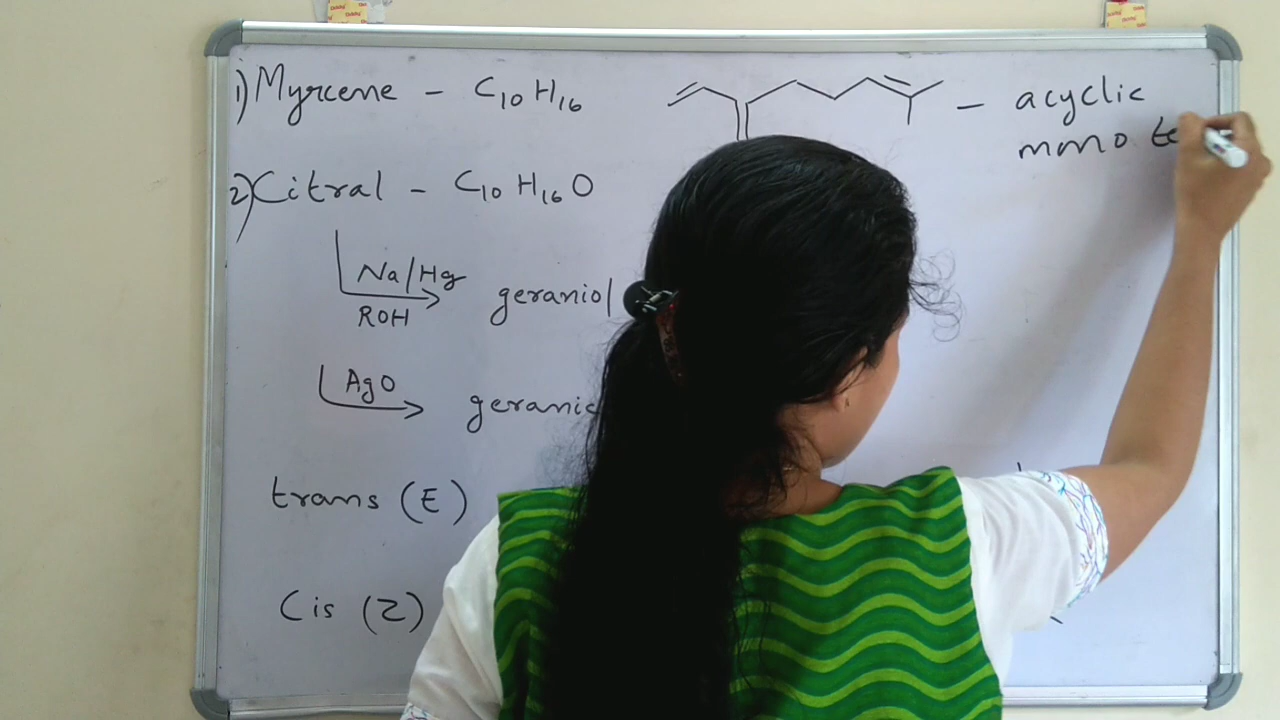 1) Myrcene - C10H16 - acyclic
mono te
2) Citral - C10H16O
Na/Hg
ROH
geraniol
AgO
geranic
trans (E)
Cis (Z)